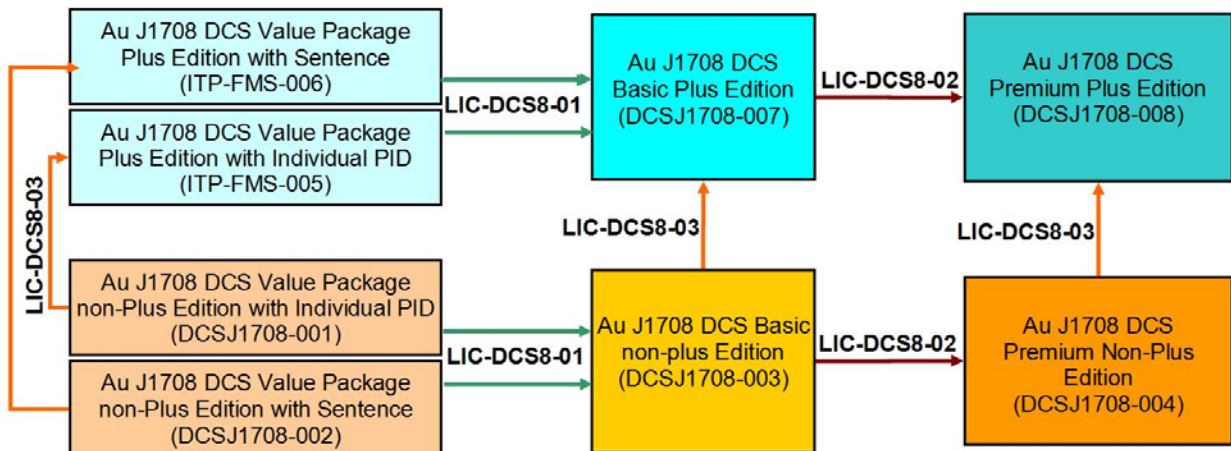 Au J1708 DCS Value Package
Plus Edition with Sentence
(ITP-FMS-006)
Au J1708 DCS Value Package
Plus Edition with Individual PID
(ITP-FMS-005)
LIC-DCS8-01
Au J1708 DCS
Basic Plus Edition
(DCSJ1708-007)
LIC-DCS8-02
Au J1708 DCS
Premium Plus Edition
(DCSJ1708-008)
LIC-DCS8-03
LIC-DCS8-03
LIC-DCS8-03
Au J1708 DCS Value Package
non-Plus Edition with Individual PID
(DCSJ1708-001)
Au J1708 DCS Value Package
non-Plus Edition with Sentence
(DCSJ1708-002)
LIC-DCS8-01
Au J1708 DCS Basic
non-plus Edition
(DCSJ1708-003)
LIC-DCS8-02
Au J1708 DCS
Premium Non-Plus
Edition
(DCSJ1708-004)